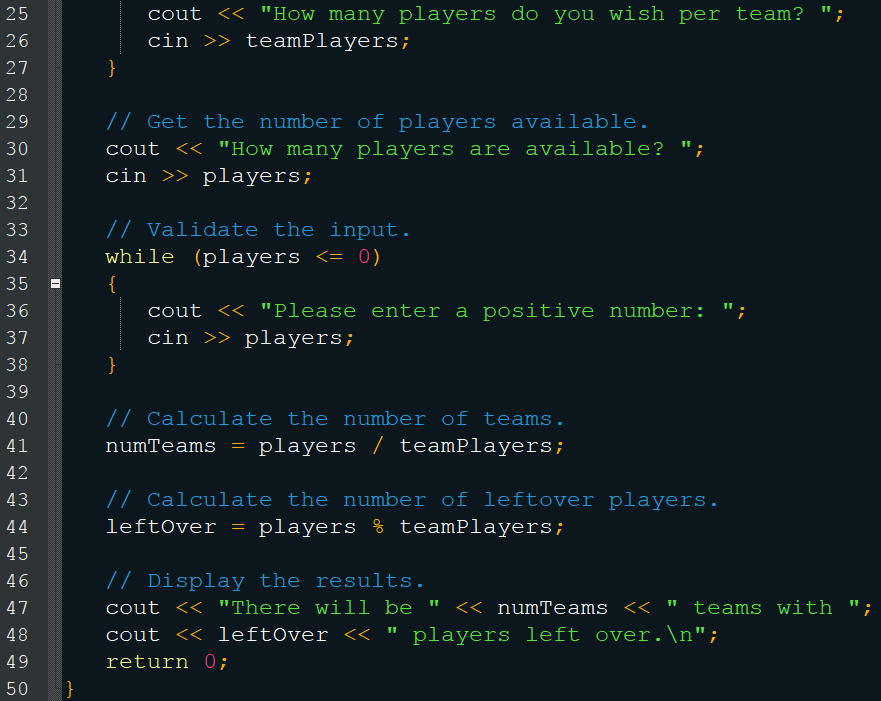 25 cout << "How many players do you wish per team? ";
26 cin >> teamPlayers;
27 }
28
29 // Get the number of players available.
30 cout << "How many players are available? ";
31 cin >> players;
32
33 // Validate the input.
34 while (players <= 0)
35 {
36 cout << "Please enter a positive number: ";
37 cin >> players;
38 }
39
40 // Calculate the number of teams.
41 numTeams = players / teamPlayers;
42
43 // Calculate the number of leftover players.
44 leftOver = players % teamPlayers;
45
46 // Display the results.
47 cout << "There will be " << numTeams << " teams with ";
48 cout << leftOver << " players left over.\n";
49 return 0;
50 }